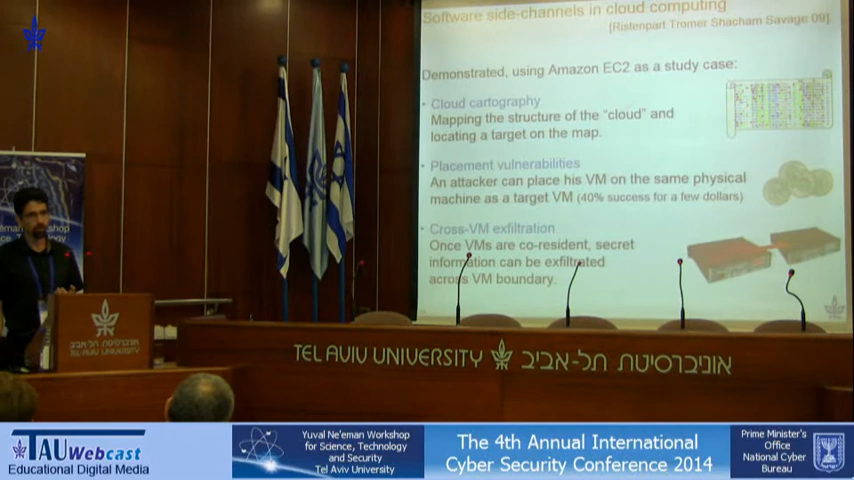 Software side-channels in cloud computing
[Ristenpart Tromer Shacham Savage 09]
Demonstrated, using Amazon EC2 as a study case:
• Cloud cartography
Mapping the structure of the "cloud" and
locating a target on the map.
• Placement vulnerabilities
An attacker can place his VM on the same physical
machine as a target VM (40% success for a few dollars)
• Cross-VM exfiltration
Once VMs are co-resident, secret
information can be exfiltrated
across VM boundary.
אוניברסיטת תל-אביב
TEL AVIV UNIVERSITY
TEL AVIV UNIVERSITY אוניברסיטת תל-אביב
TAU Webcast
Educational Digital Media
Yuval Ne'eman Workshop
for Science, Technology
and Security
Tel Aviv University
The 4th Annual International
Cyber Security Conference 2014
Prime Minister's
Office
National Cyber
Bureau